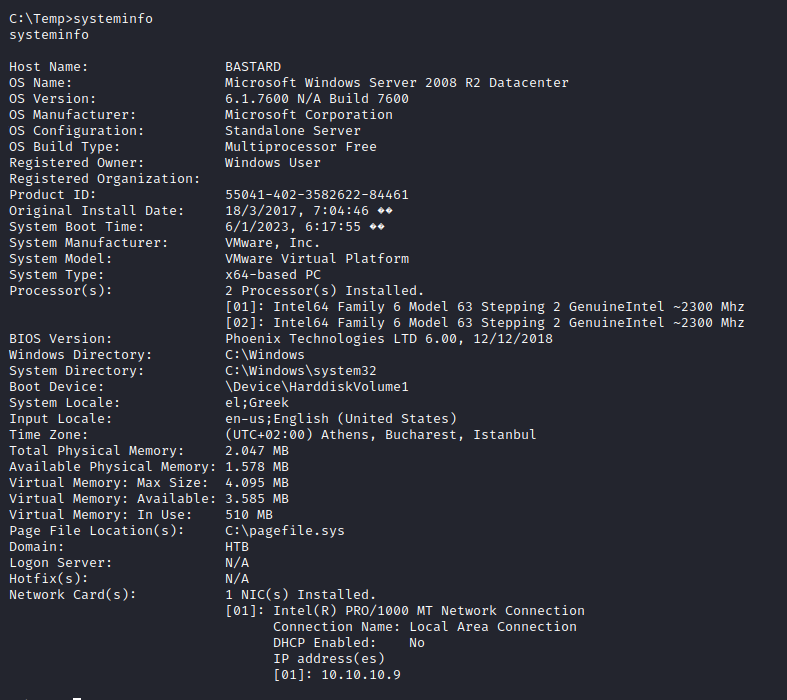 C:\Temp>systeminfo
systeminfo
Host Name: BASTARD
OS Name: Microsoft Windows Server 2008 R2 Datacenter
OS Version: 6.1.7600 N/A Build 7600
OS Manufacturer: Microsoft Corporation
OS Configuration: Standalone Server
OS Build Type: Multiprocessor Free
Registered Owner: Windows User
Registered Organization:
Product ID: 55041-402-3582622-84461
Original Install Date: 18/3/2017, 7:04:46 ��
System Boot Time: 6/1/2023, 6:17:55 ��
System Manufacturer: VMware, Inc.
System Model: VMware Virtual Platform
System Type: x64-based PC
Processor(s): 2 Processor(s) Installed.
[01]: Intel64 Family 6 Model 63 Stepping 2 GenuineIntel ~2300 Mhz
[02]: Intel64 Family 6 Model 63 Stepping 2 GenuineIntel ~2300 Mhz
BIOS Version: Phoenix Technologies LTD 6.00, 12/12/2018
Windows Directory: C:\Windows
System Directory: C:\Windows\system32
Boot Device: \Device\HarddiskVolume1
System Locale: el;Greek
Input Locale: en-us;English (United States)
Time Zone: (UTC+02:00) Athens, Bucharest, Istanbul
Total Physical Memory: 2.047 MB
Available Physical Memory: 1.578 MB
Virtual Memory: Max Size: 4.095 MB
Virtual Memory: Available: 3.585 MB
Virtual Memory: In Use: 510 MB
Page File Location(s): C:\pagefile.sys
Domain: HTB
Logon Server: N/A
Hotfix(s): N/A
Network Card(s): 1 NIC(s) Installed.
[01]: Intel(R) PRO/1000 MT Network Connection
Connection Name: Local Area Connection
DHCP Enabled: No
IP address(es)
[01]: 10.10.10.9